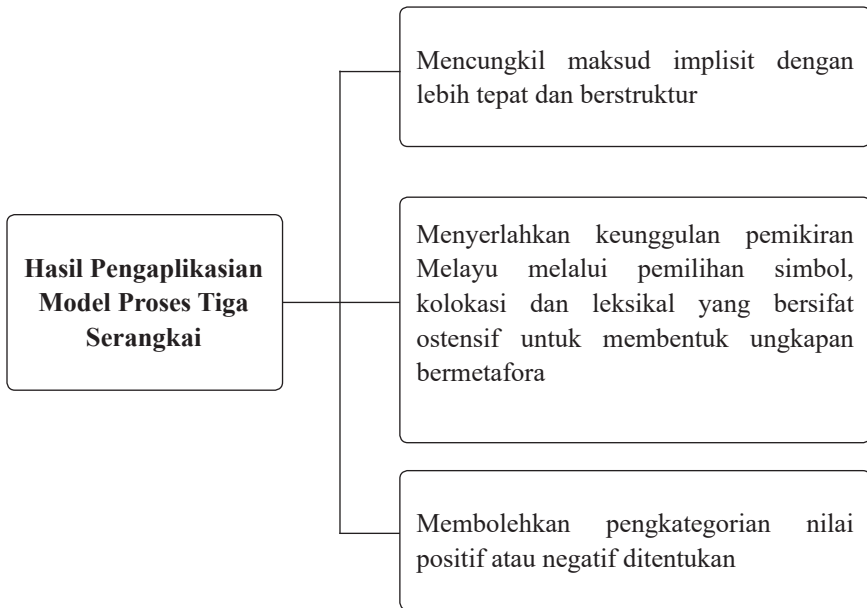 Mencungkil maksud implisit dengan
lebih tepat dan berstruktur
Hasil Pengaplikasian
Model Proses Tiga
Serangkai
Menyerlahkan keunggulan pemikiran
Melayu melalui pemilihan simbol,
kolokasi dan leksikal yang bersifat
ostensif untuk membentuk ungkapan
bermetafora
Membolehkan pengkategorian nilai
positif atau negatif ditentukan